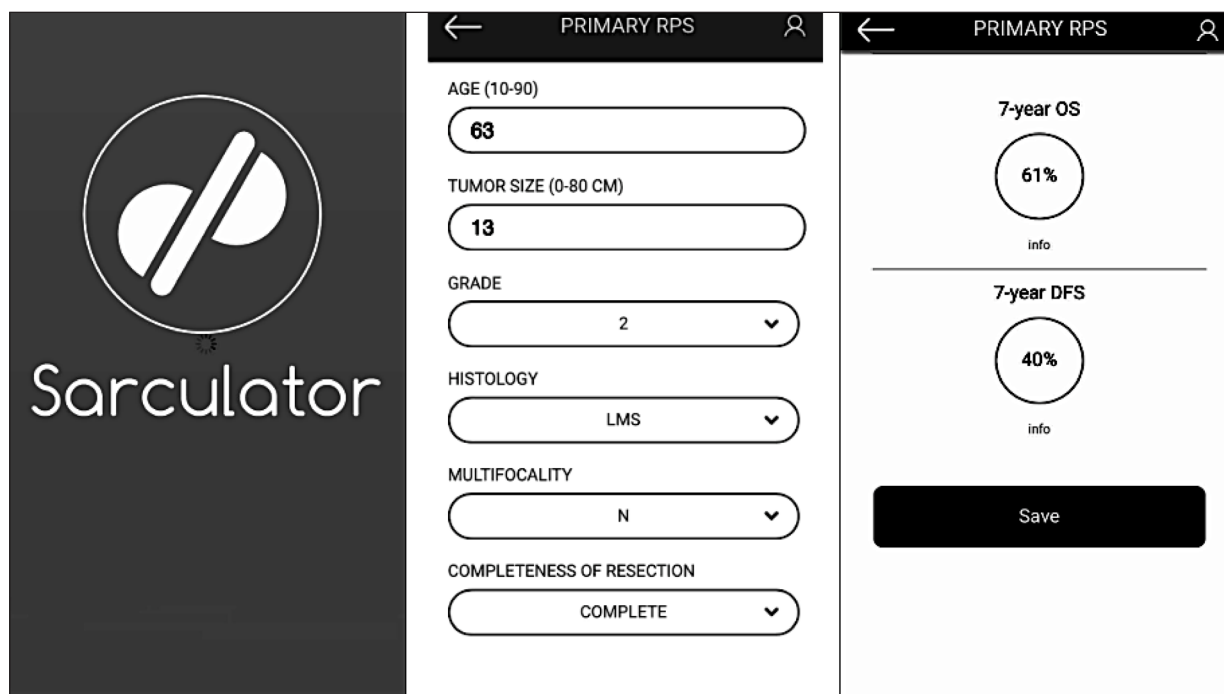 Sarculator
PRIMARY RPS
AGE (10-90)
63
TUMOR SIZE (0-80 CM)
13
GRADE
2
HISTOLOGY
LMS
MULTIFOCALITY
N
COMPLETENESS OF RESECTION
COMPLETE
PRIMARY RPS
7-year OS
61%
info
7-year DFS
40%
info
Save